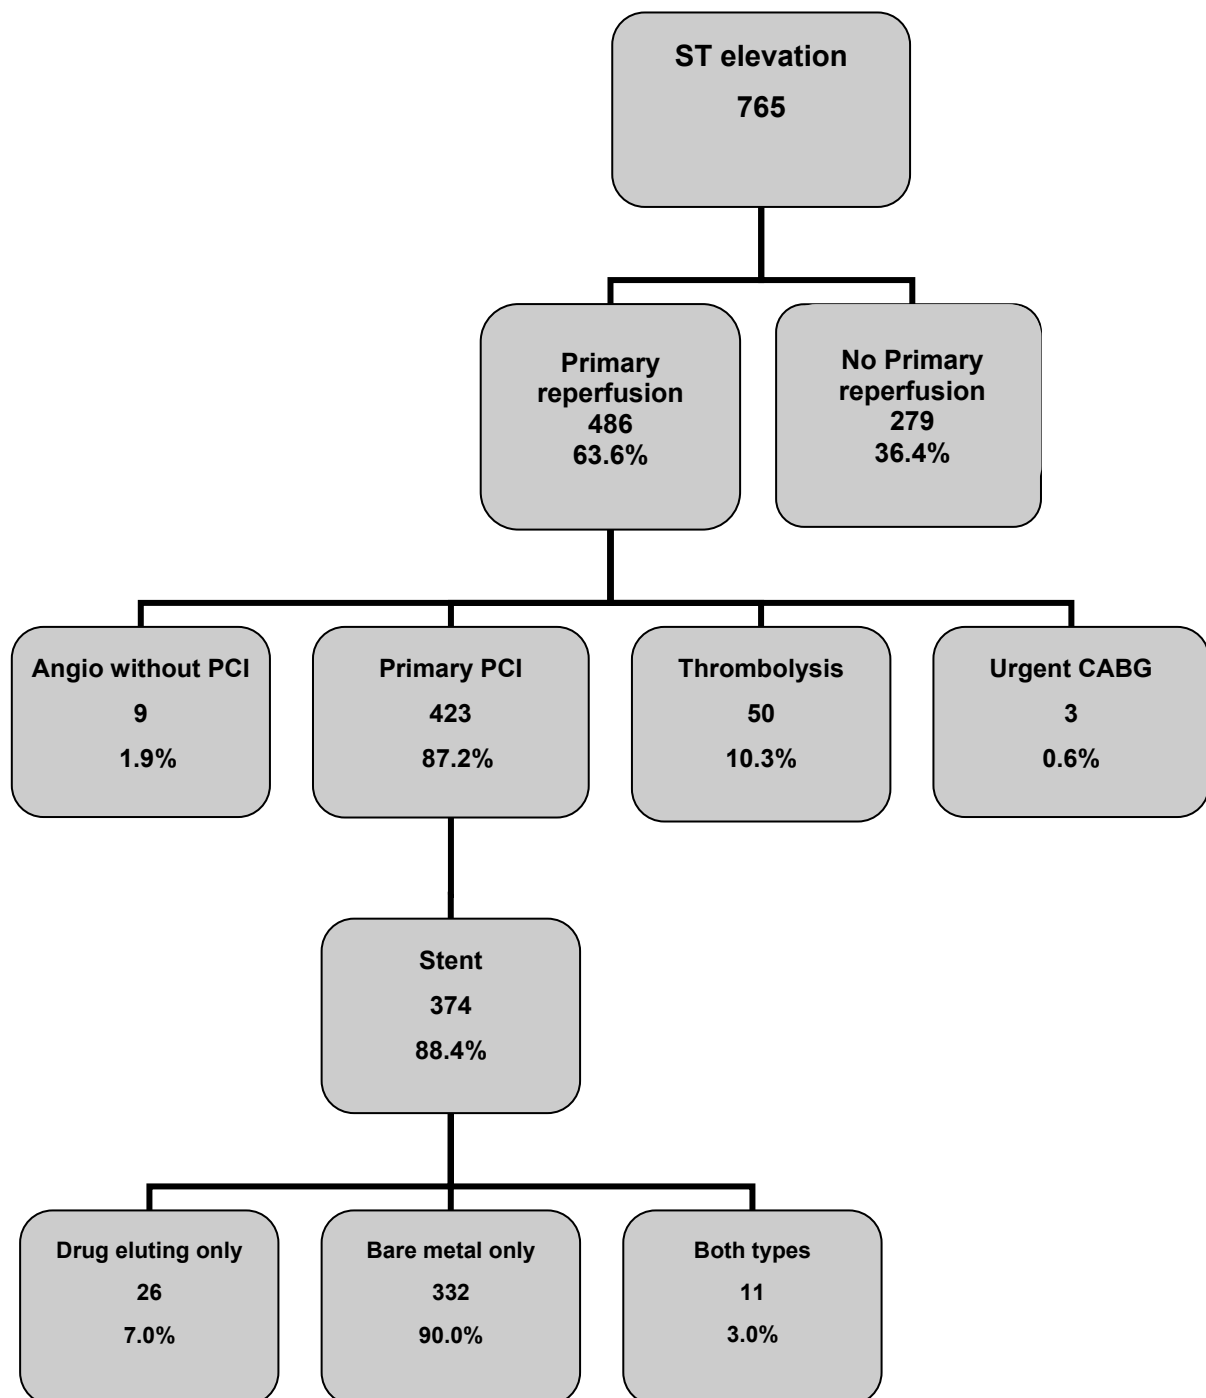 ST elevation
765
Primary
reperfusion
486
63.6%
No Primary
reperfusion
279
36.4%
Angio without PCI
9
1.9%
Primary PCI
423
87.2%
Thrombolysis
50
10.3%
Urgent CABG
3
0.6%
Stent
374
88.4%
Drug eluting only
26
7.0%
Bare metal only
332
90.0%
Both types
11
3.0%